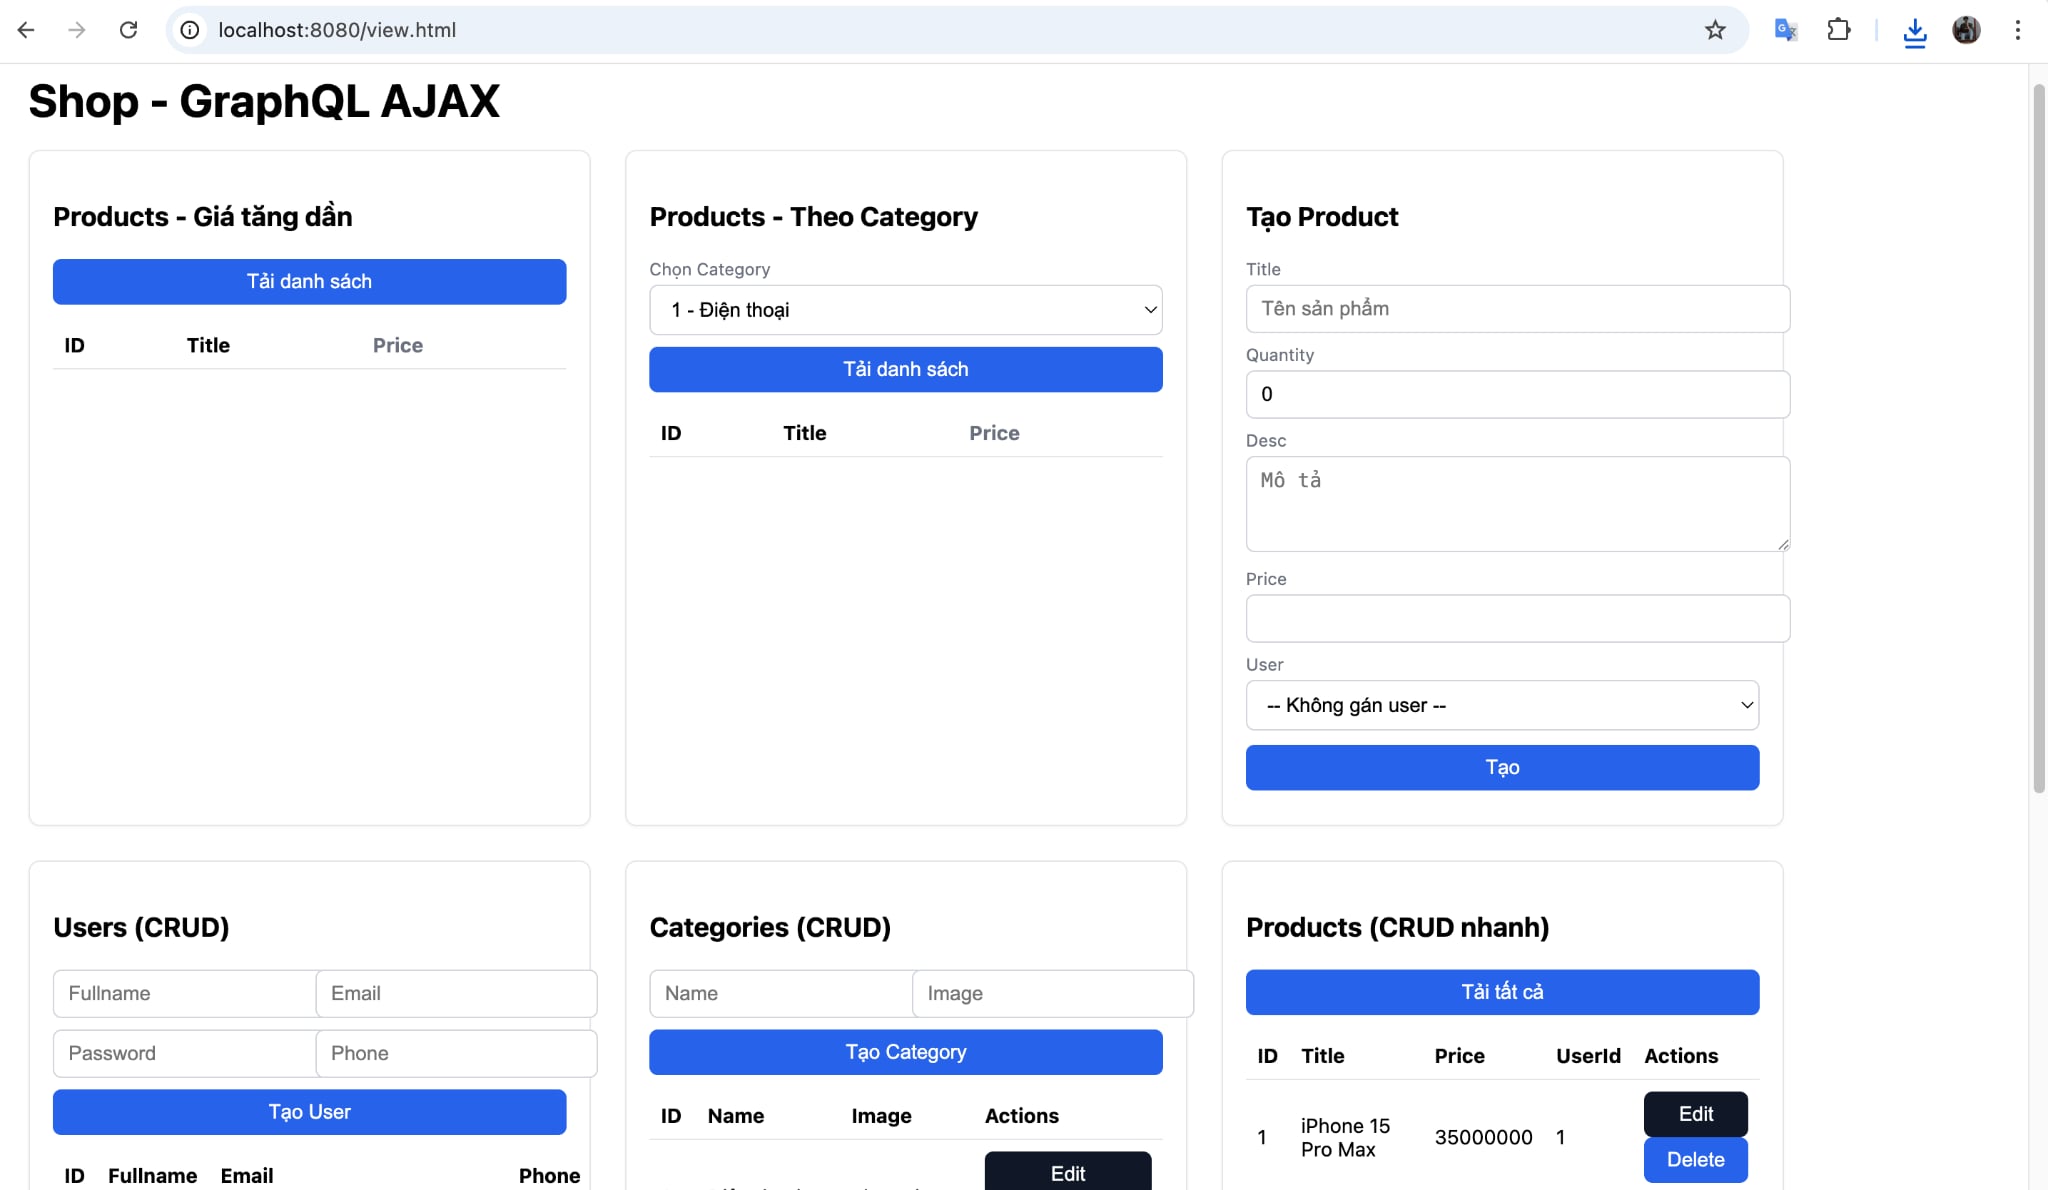 localhost:8080/view.html
Shop - GraphQL AJAX
Products - Giá tăng dần
Tải danh sách
ID Title Price
Products - Theo Category
Chọn Category
1 - Điện thoại
Tải danh sách
ID Title Price
Tạo Product
Title
Tên sản phẩm
Quantity
0
Desc
Mô tả
Price
User
-- Không gán user --
Tạo
Users (CRUD)
Fullname Email
Password Phone
Tạo User
ID Fullname Email Phone
Categories (CRUD)
Name Image
Tạo Category
ID Name Image Actions
Edit
Products (CRUD nhanh)
Tải tất cả
ID Title Price UserId Actions
1 iPhone 15 Pro Max 35000000 1 Edit
Delete